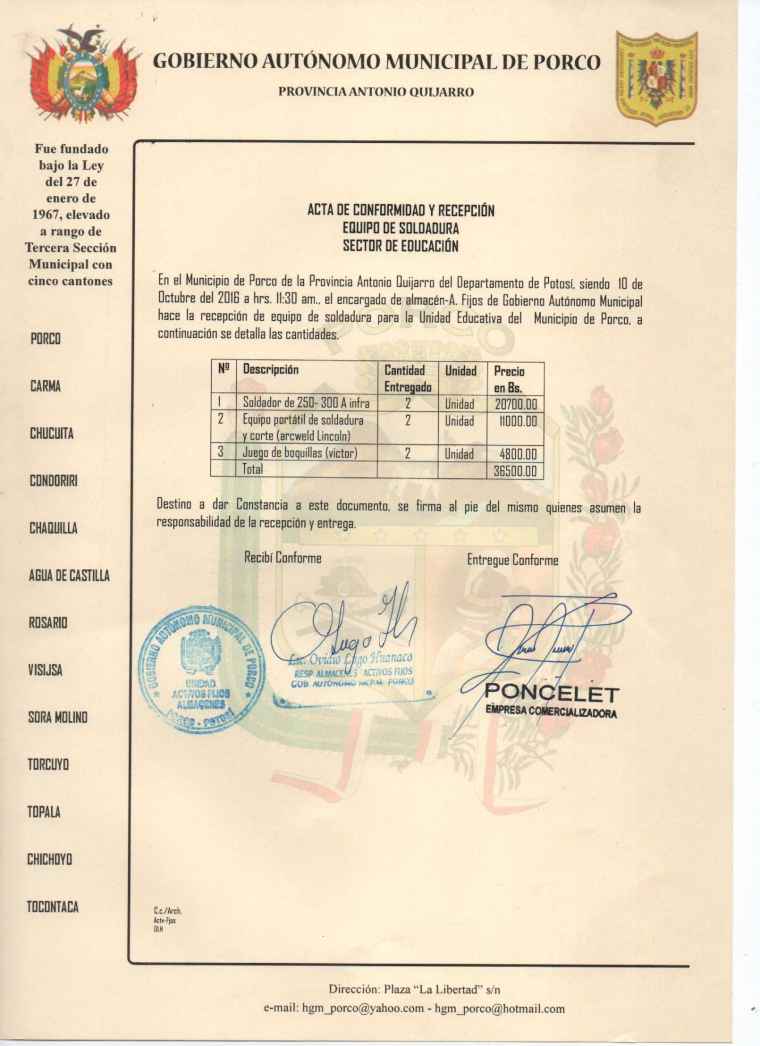 GOBIERNO AUTÓNOMO MUNICIPAL DE PORCO
PROVINCIA ANTONIO QUIJARRO
Fue fundado
bajo la Ley
del 27 de
enero de
1967, elevado
a rango de
Tercera Sección
Municipal con
cinco cantones
PORCO
CARMA
CHUCUITA
CONDORIRI
CHAQUILLA
AGUA DE CASTILLA
ROSARIO
VISIJSA
SORA MOLINO
TORCUYO
TOPALA
CHICHOYO
TOCONTACA
ACTA DE CONFORMIDAD Y RECEPCIÓN
EQUIPO DE SOLDADURA
SECTOR DE EDUCACIÓN
En el Municipio de Porco de la Provincia Antonio Quijarro del Departamento de Potosí, siendo 10 de
Octubre del 2016 a hrs. 11:30 am., el encargado de almacén-A. Fijos de Gobierno Autónomo Municipal
hace la recepción de equipo de soldadura para la Unidad Educativa del Municipio de Porco, a
continuación se detalla las cantidades.
Nº Descripción Cantidad Entregado Unidad Precio en Bs.
1 Soldador de 250- 300 A infra 2 Unidad 20700.00
2 Equipo portátil de soldadura y corte (arcweld Lincoln) 2 Unidad 11000.00
3 Juego de boquillas (victor) 2 Unidad 4800.00
Total 36500.00
Destino a dar Constancia a este documento, se firma al pie del mismo quienes asumen la
responsabilidad de la recepción y entrega.
Recibí Conforme Entregue Conforme
GOBIERNO AUTÓNOMO MUNICIPAL DE PORCO
UNIDAD
ACTIVOS FIJOS
ALMACENES
PORCO - POTOSI
Lic. Ovidio Lugo Huanaco
RESP. ALMACENES ACTIVOS FIJOS
GOB. AUTÓNOMO MCPAL. PORCO
PONCELET
EMPRESA COMERCIALIZADORA
C.c./Arch.
Actv-Fjos
OLH
Dirección: Plaza “La Libertad” s/n
e-mail: hgm_porco@yahoo.com - hgm_porco@hotmail.com